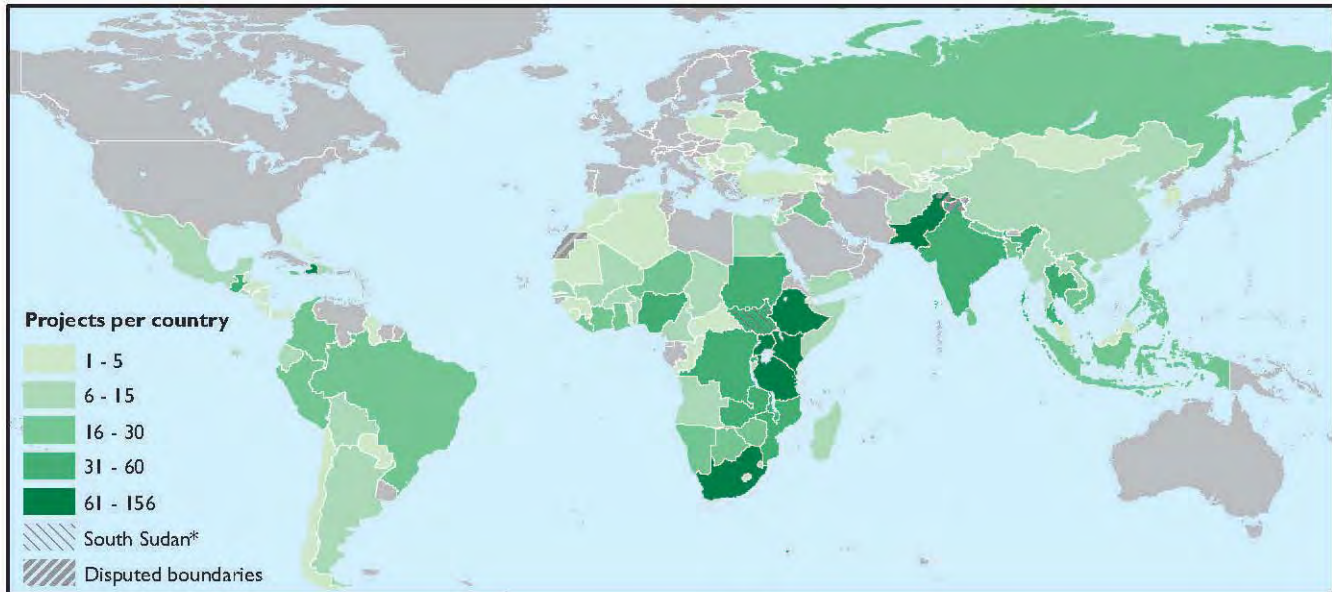 Projects per country
1 - 5
6 - 15
16 - 30
31 - 60
61 - 156
South Sudan*
Disputed boundaries